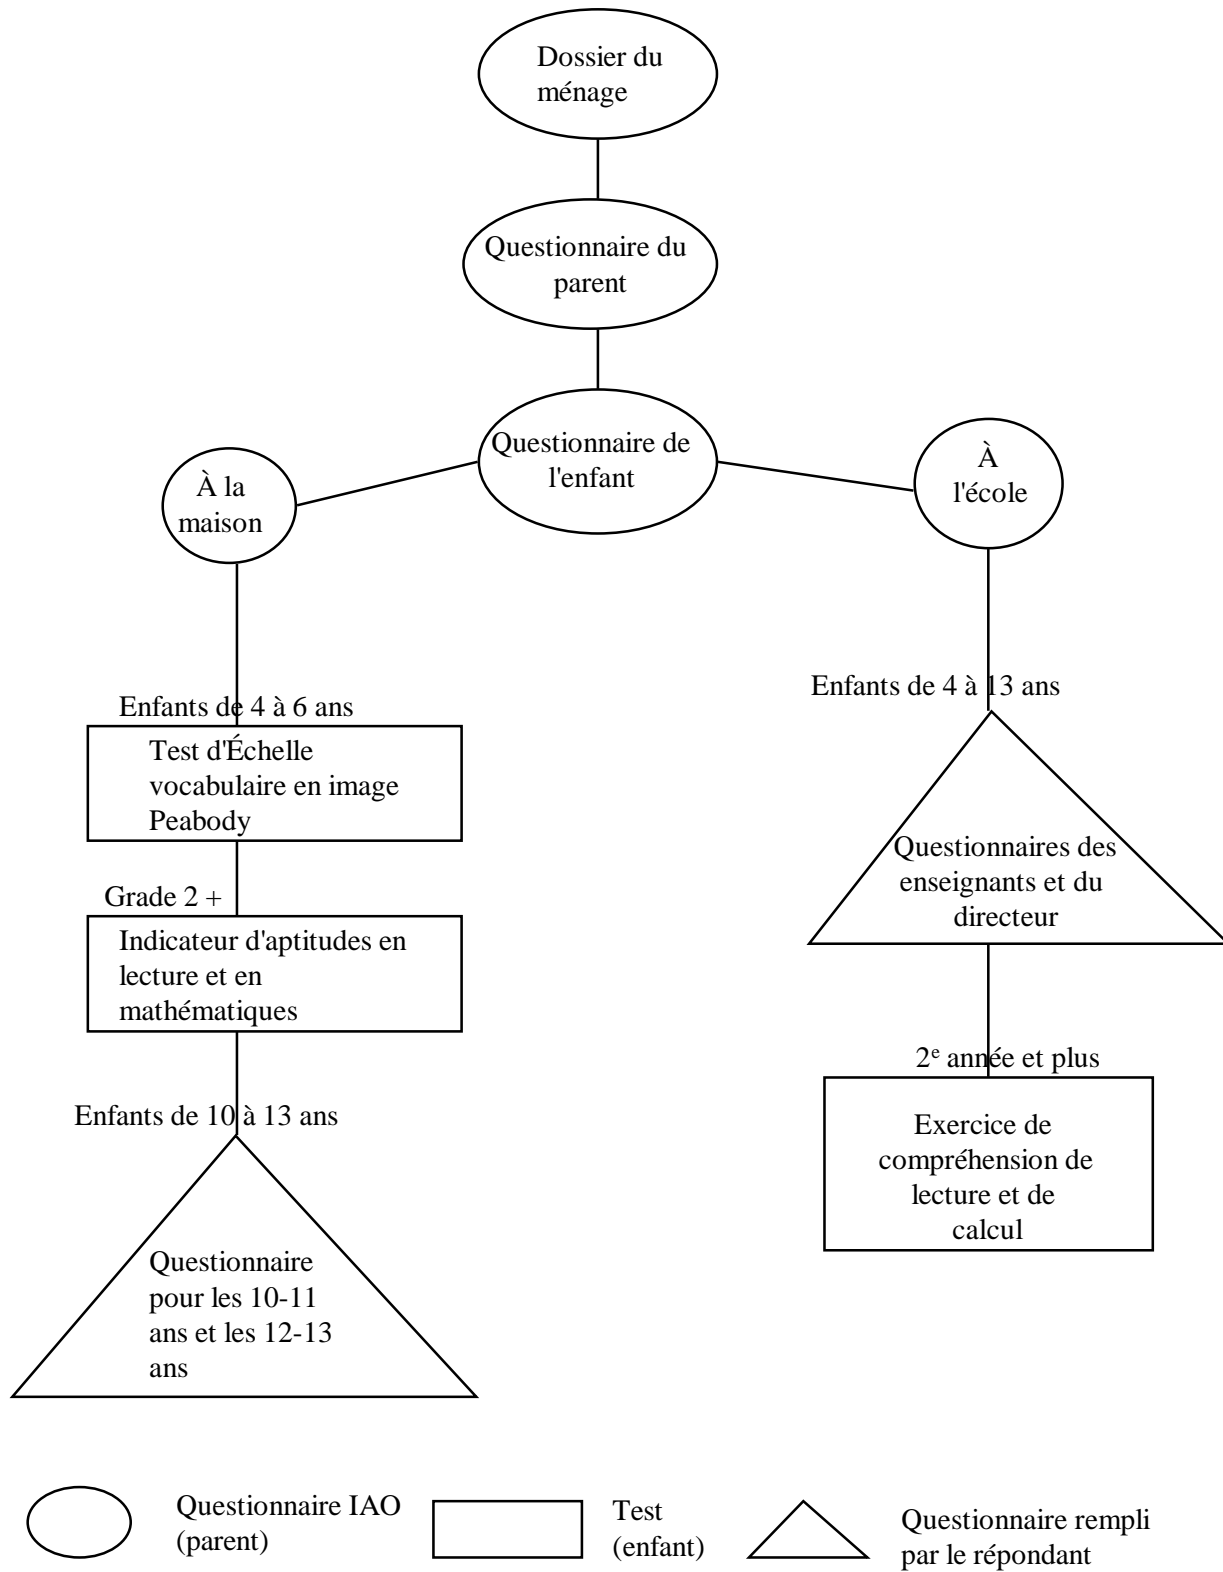 Dossier du
ménage
Questionnaire du
parent
Questionnaire de
l'enfant
À la
maison
À
l'école
Enfants de 4 à 6 ans
Test d'Échelle
vocabulaire en image
Peabody
Grade 2 +
Indicateur d'aptitudes en
lecture et en
mathématiques
Enfants de 10 à 13 ans
Questionnaire
pour les 10-11
ans et les 12-13
ans
Enfants de 4 à 13 ans
Questionnaires des
enseignants et du
directeur
2e année et plus
Exercice de
compréhension de
lecture et de
calcul
Questionnaire IAO
(parent)
Test
(enfant)
Questionnaire rempli
par le répondant